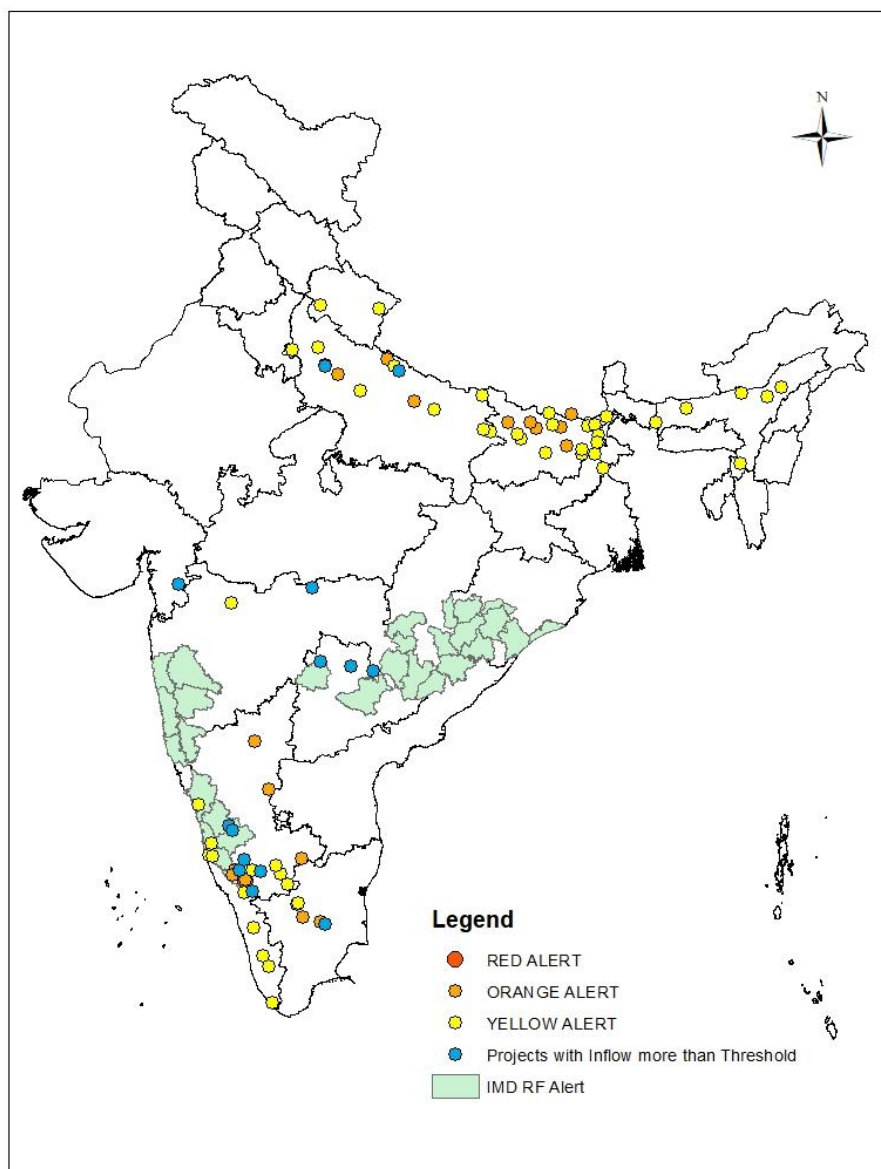 N
Legend
RED ALERT
ORANGE ALERT
YELLOW ALERT
Projects with Inflow more than Threshold
IMD RF Alert